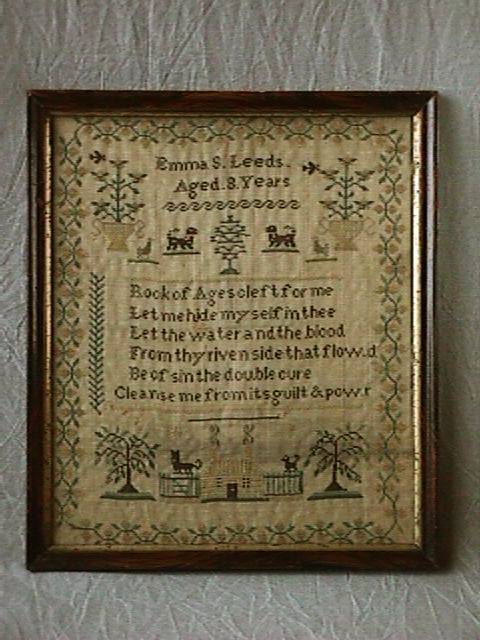 Emma S. Leeds.
Aged. 8. Years
Rock of Ages cleft for me
Let me hide myself in thee
Let the water and the blood
From thy riven side that flow.d
Be of sin the double cure
Cleanse me from its guilt & pow.r